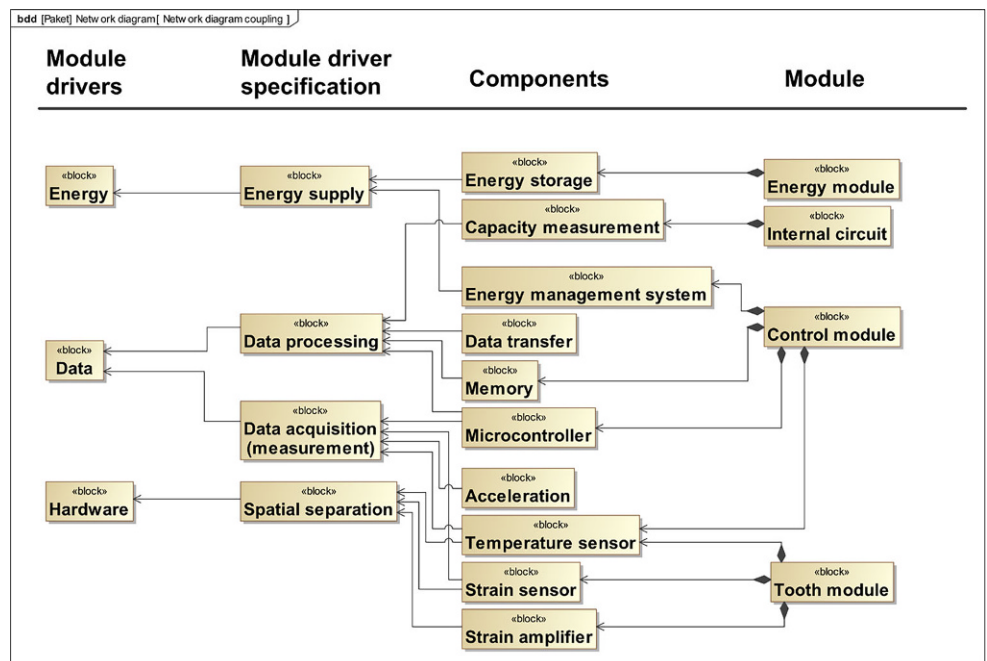 bdd [Paket] Network diagram[ Network diagram coupling ]
Module drivers
Module driver specification
Components
Module
«block»
Energy
«block»
Energy supply
«block»
Energy storage
«block»
Energy module
«block»
Capacity measurement
«block»
Internal circuit
«block»
Energy management system
«block»
Control module
«block»
Data processing
«block»
Data transfer
«block»
Data
«block»
Memory
«block»
Data acquisition
(measurement)
«block»
Microcontroller
«block»
Acceleration
«block»
Hardware
«block»
Spatial separation
«block»
Temperature sensor
«block»
Strain sensor
«block»
Tooth module
«block»
Strain amplifier